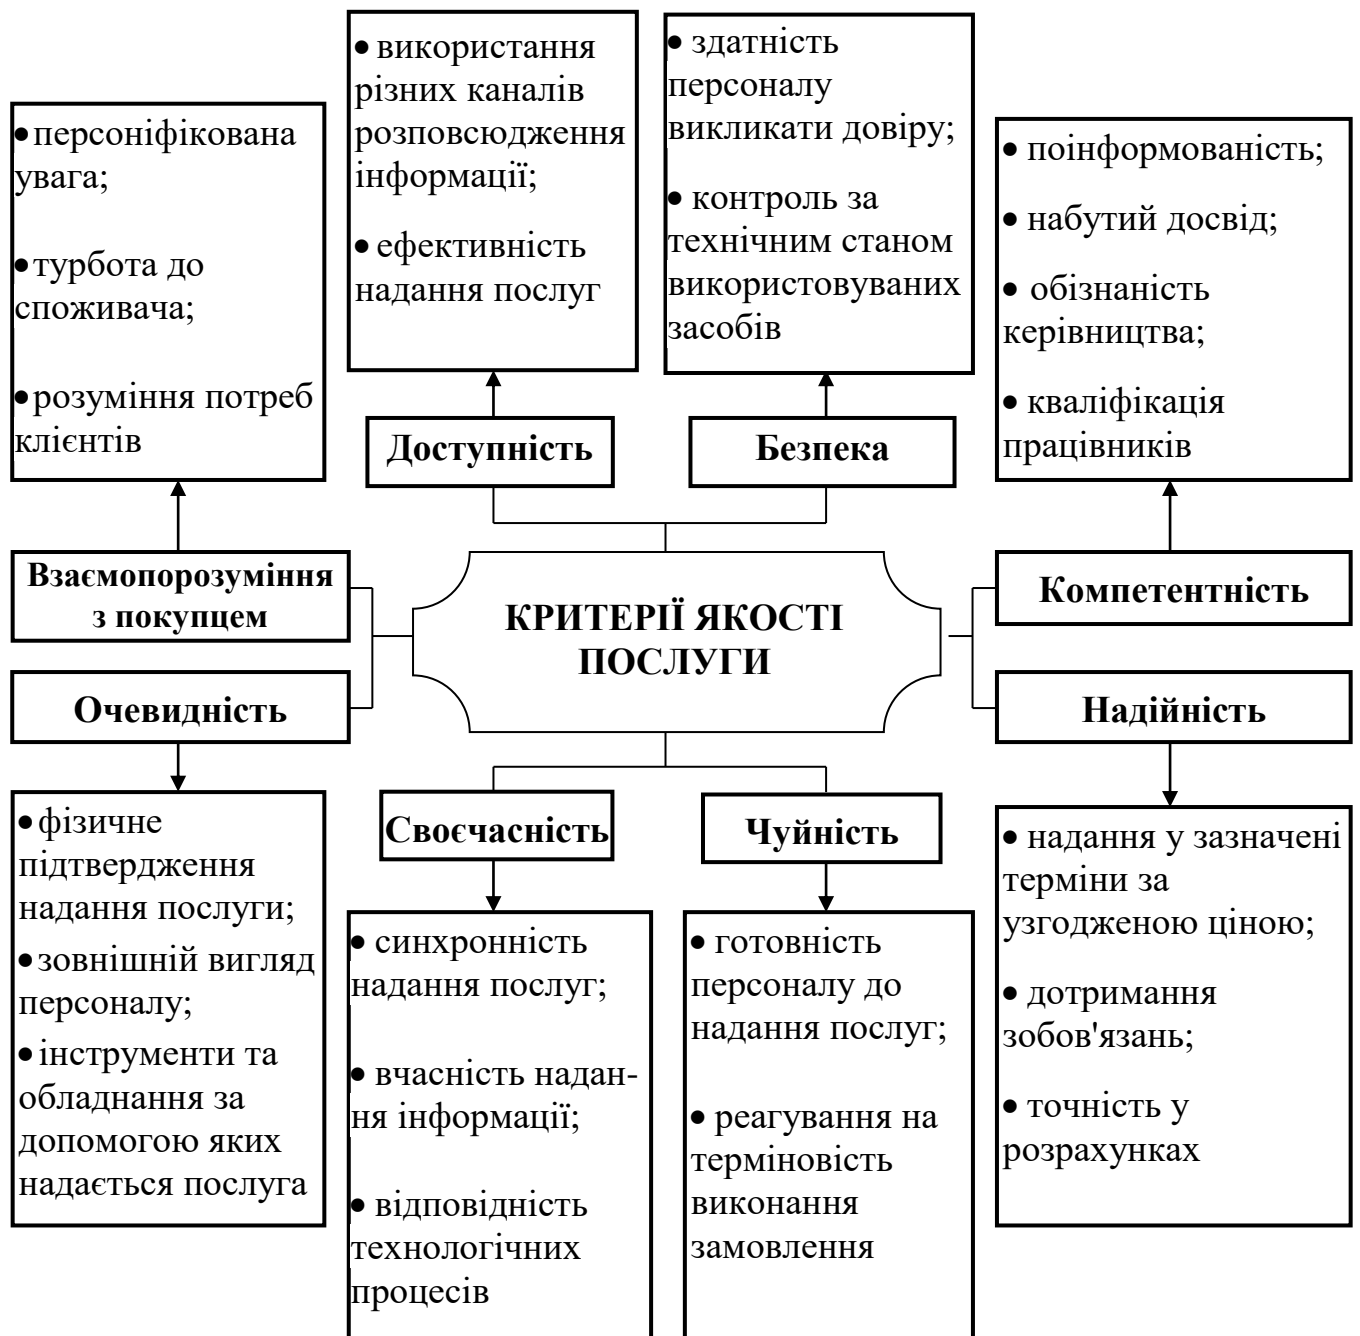 • персоніфікована
увага;
• турбота до
споживача;
• розуміння потреб
клієнтів
• використання
різних каналів
розповсюдження
інформації;
• ефективність
надання послуг
• здатність
персоналу
викликати довіру;
• контроль за
технічним станом
використовуваних
засобів
• поінформованість;
• набутий досвід;
• обізнаність
керівництва;
• кваліфікація
працівників
Доступність
Безпека
Взаємопорозуміння
з покупцем
КРИТЕРІЇ ЯКОСТІ
ПОСЛУГИ
Компетентність
Очевидність
Надійність
Своєчасність
Чуйність
• фізичне
підтвердження
надання послуги;
• зовнішній вигляд
персоналу;
• інструменти та
обладнання за
допомогою яких
надається послуга
• синхронність
надання послуг;
• вчасність надан-
ня інформації;
• відповідність
технологічних
процесів
• готовність
персоналу до
надання послуг;
• реагування на
терміновість
виконання
замовлення
• надання у зазначені
терміни за
узгодженою ціною;
• дотримання
зобов'язань;
• точність у
розрахунках